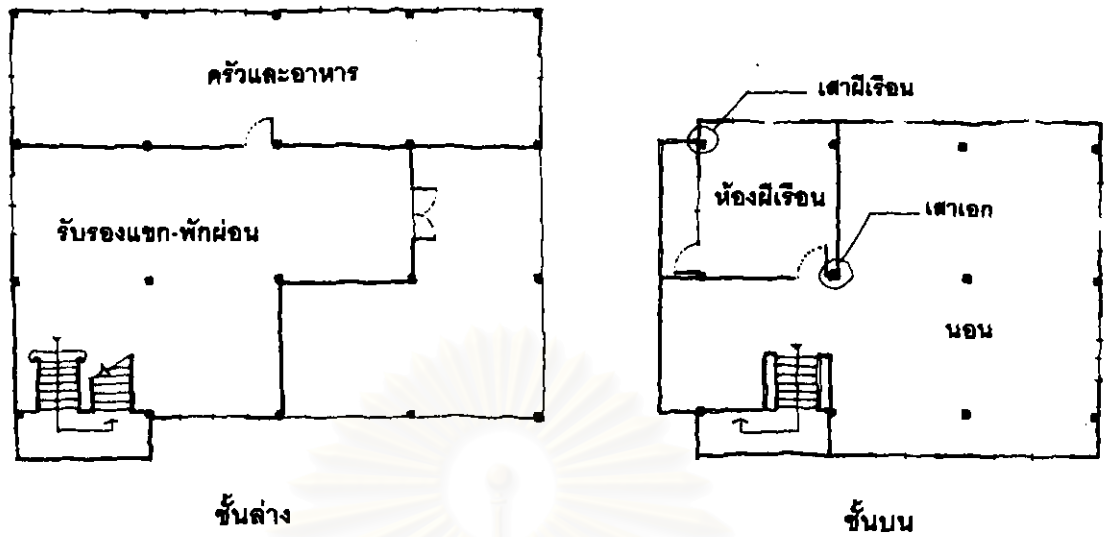 ครัวและอาหาร
รับรองแขก-พักผ่อน
ชั้นล่าง
เสาผีเรือน
ห้องผีเรือน
เสาเอก
นอน
ชั้นบน